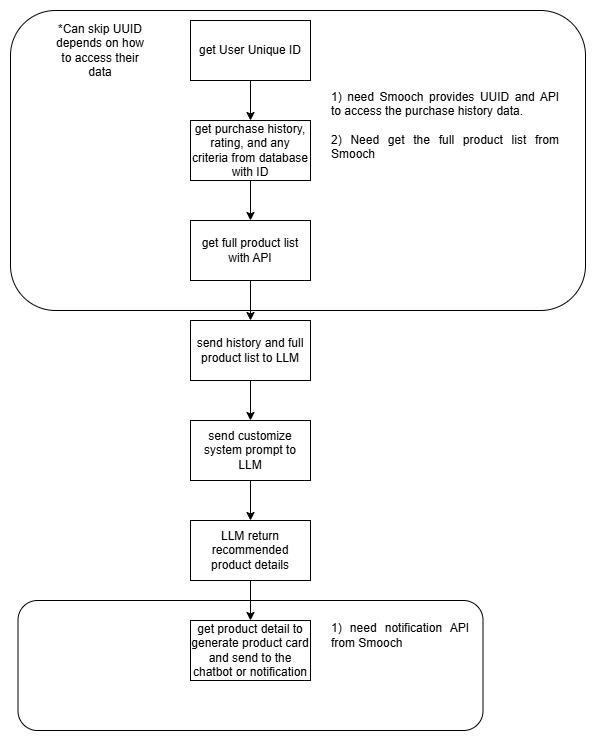 *Can skip UUID
depends on how
to access their
data
get User Unique ID
1) need Smooch provides UUID and API
to access the purchase history data.
2) Need get the full product list from
Smooch
get purchase history,
rating, and any
criteria from database
with ID
get full product list
with API
send history and full
product list to LLM
send customize
system prompt to
LLM
LLM return
recommended
product details
get product detail to
generate product card
and send to the
chatbot or notification
1) need notification API
from Smooch